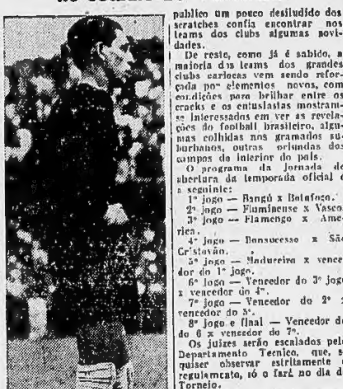 publico um pouco desiludido dos
scratches confia encontrar nos
teams dos clubs algumas novi-
dades.
De resto, como já é sabido, a
maioria dos teams dos grandes
clubs cariocas vem sendo refor-
çada por elementos novos, com
condições para brilhar entre os
cracks e os entusiastas mostram-
se interessados em ver as revela-
ções do football brasileiro, algu-
mas colhidas nos gramados su-
burbanos, outras oriundas dos
campos do interior do país.
O programa da jornada de
abertura da temporada oficial é
a seguinte:
1º jogo — Bangú x Botafogo.
2º jogo — Fluminense x Vasco
3º jogo — Flamengo x Ame-
rica.
4º jogo — Bonsucesso x São
Cristovão.
5º jogo — Madureira x vence-
dor do 1º jogo.
6º jogo — Vencedor do 3º jogo
x vencedor do 4º.
7º jogo — Vencedor do 2º x
vencedor do 5º.
8º jogo e final — Vencedor do
do 6 x vencedor do 7º.
Os juizes serão escalados pelo
Departamento Tecnico, que, se
quiser observar estritamente o
regulamento, só o fará no dia do
Torneio.